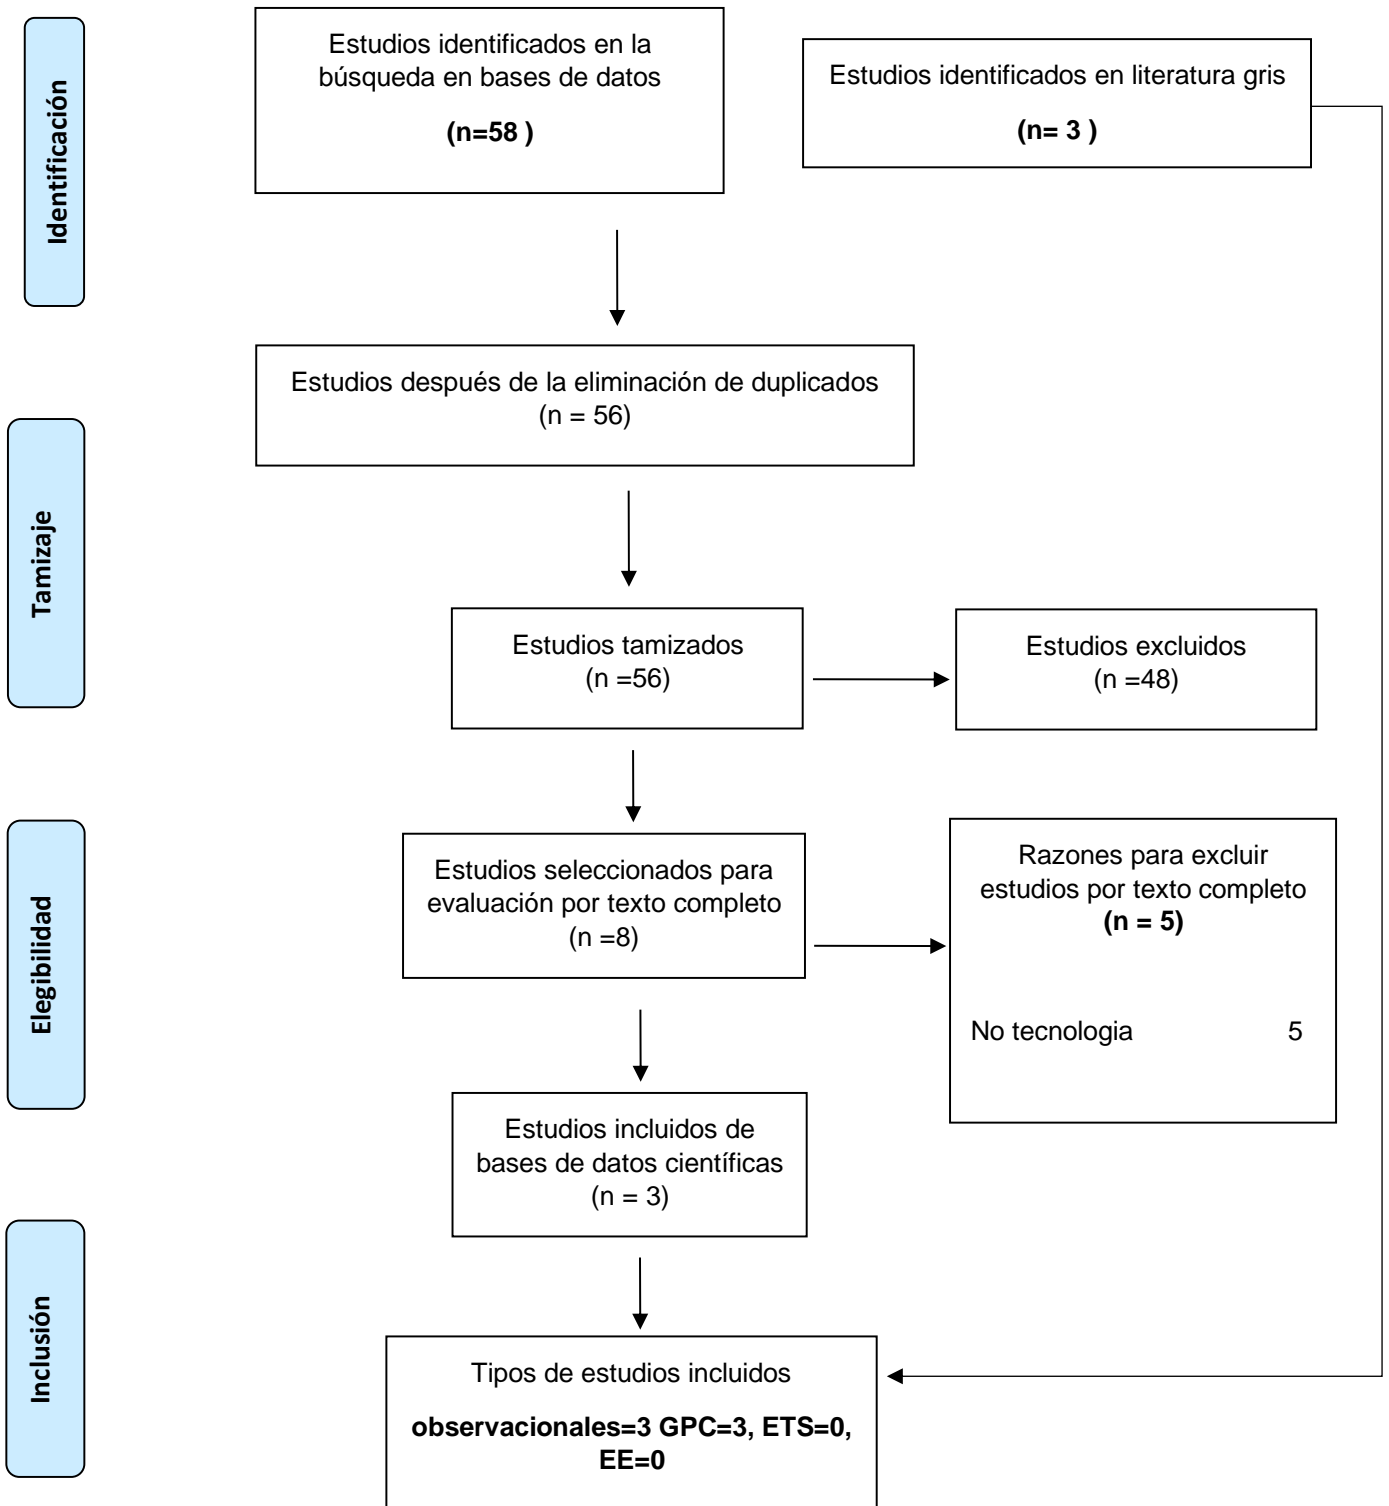 Identificación
Estudios identificados en la
búsqueda en bases de datos
(n=58 )
Estudios identificados en literatura gris
(n= 3 )
Estudios después de la eliminación de duplicados
(n = 56)
Tamizaje
Estudios tamizados
(n =56)
Estudios excluidos
(n =48)
Elegibilidad
Estudios seleccionados para
evaluación por texto completo
(n =8)
Razones para excluir
estudios por texto completo
(n = 5)
No tecnologia 5
Estudios incluidos de
bases de datos científicas
(n = 3)
Inclusión
Tipos de estudios incluidos
observacionales=3 GPC=3, ETS=0,
EE=0